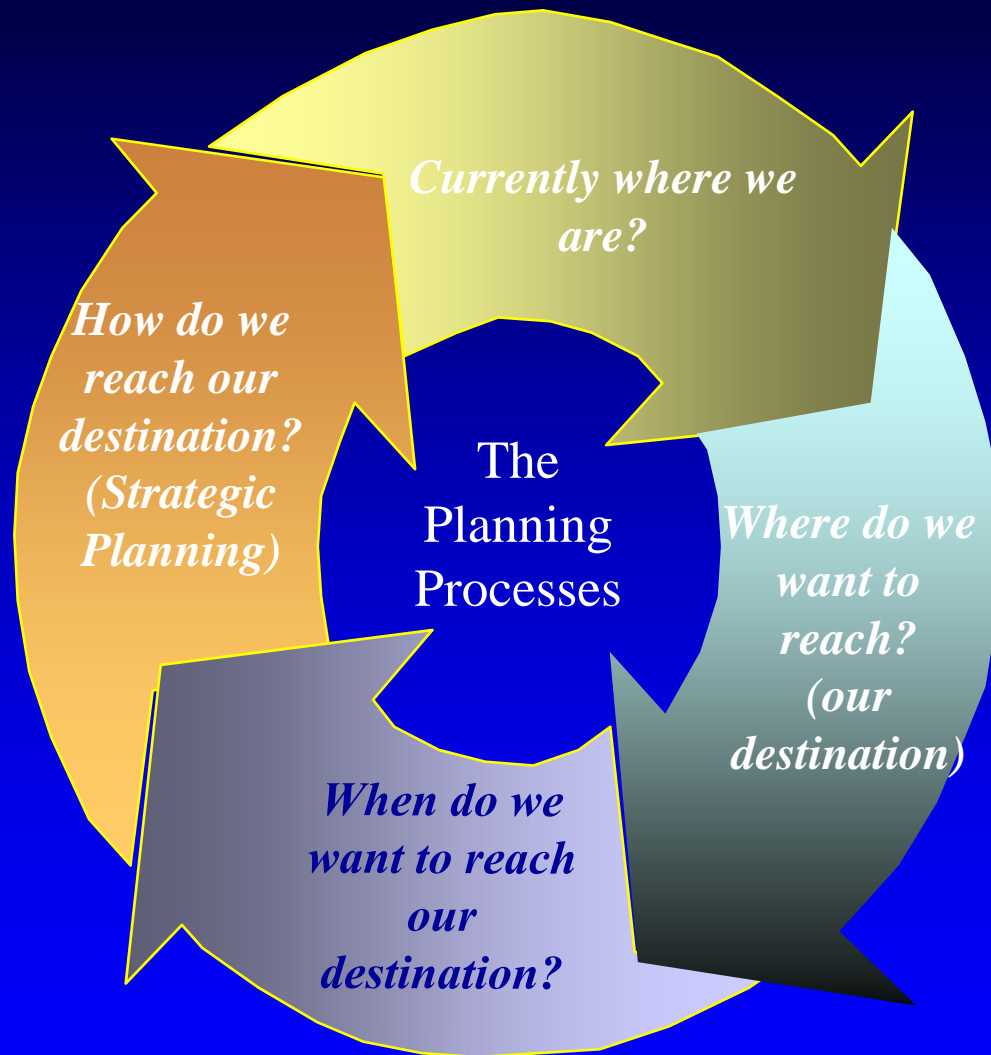 Currently where we
are?
How do we
reach our
destination?
(Strategic
Planning)
The
Planning
Processes
Where do we
want to
reach?
(our
destination)
When do we
want to reach
our
destination?